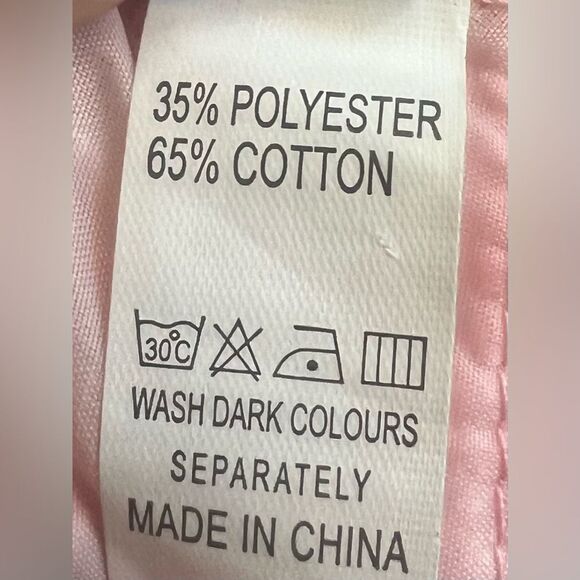 35% POLYESTER
65% COTTON
30°C
WASH DARK COLOURS
SEPARATELY
MADE IN CHINA